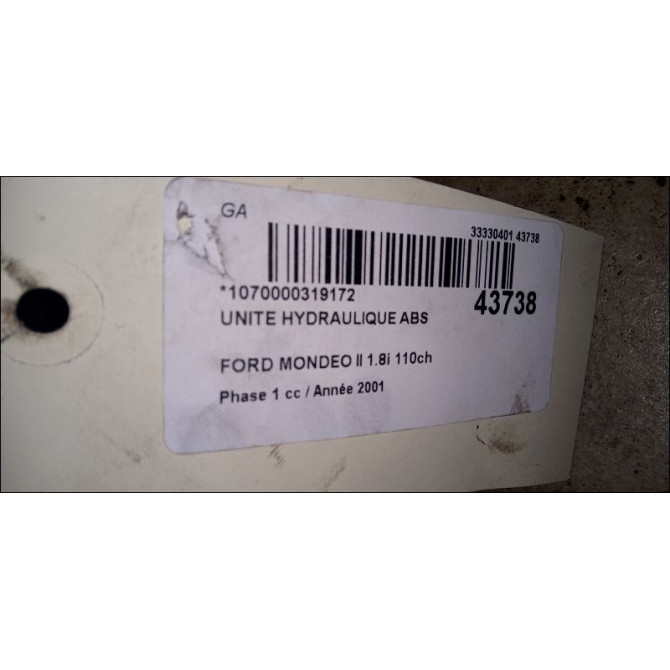 GA
33330401 43738
*1070000319172
43738
UNITE HYDRAULIQUE ABS
FORD MONDEO II 1.8i 110ch
Phase 1 cc / Année 2001